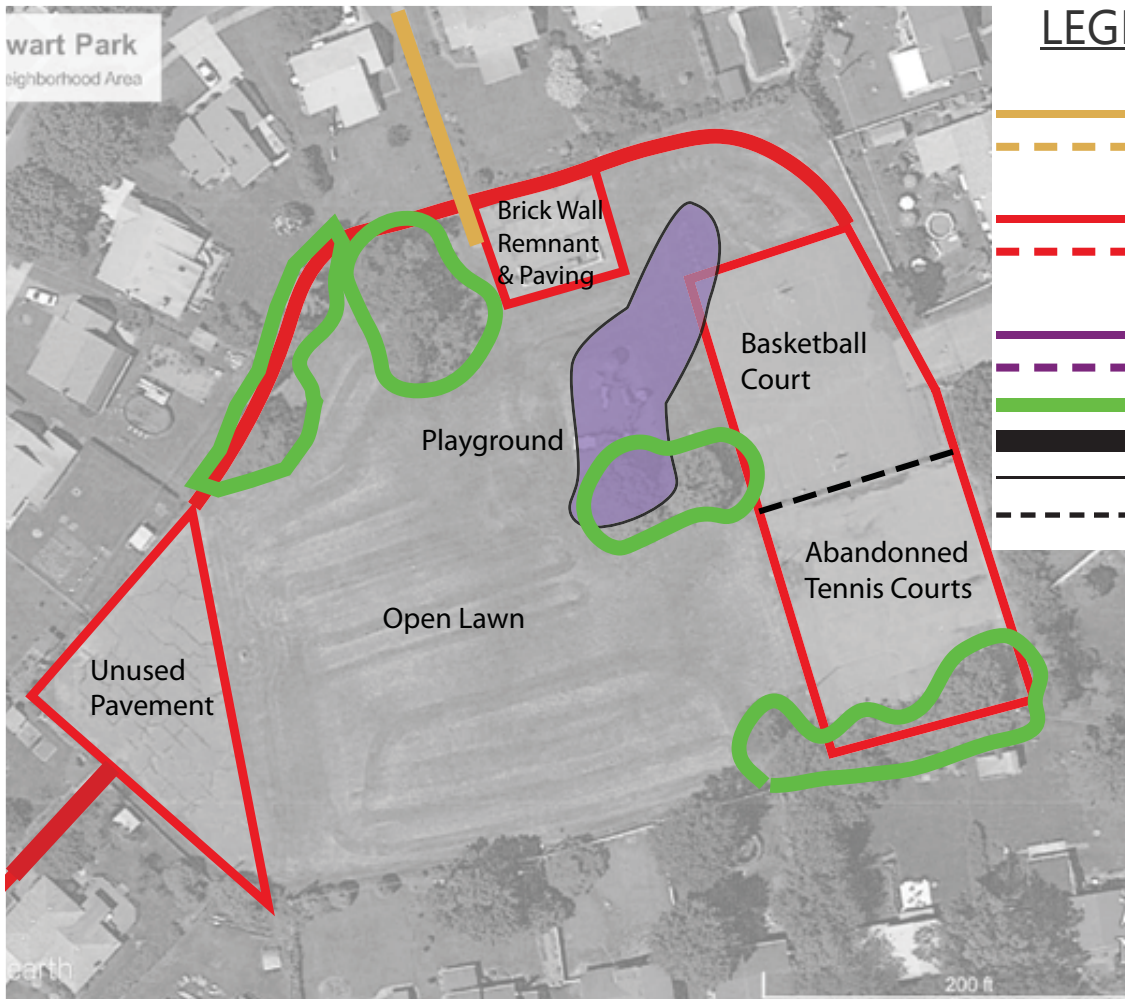 wart Park
eighborhood Area
LEGE
Brick Wall
Remnant
& Paving
Basketball
Court
Playground
Abandonned
Tennis Courts
Open Lawn
Unused
Pavement
earth
200 ft